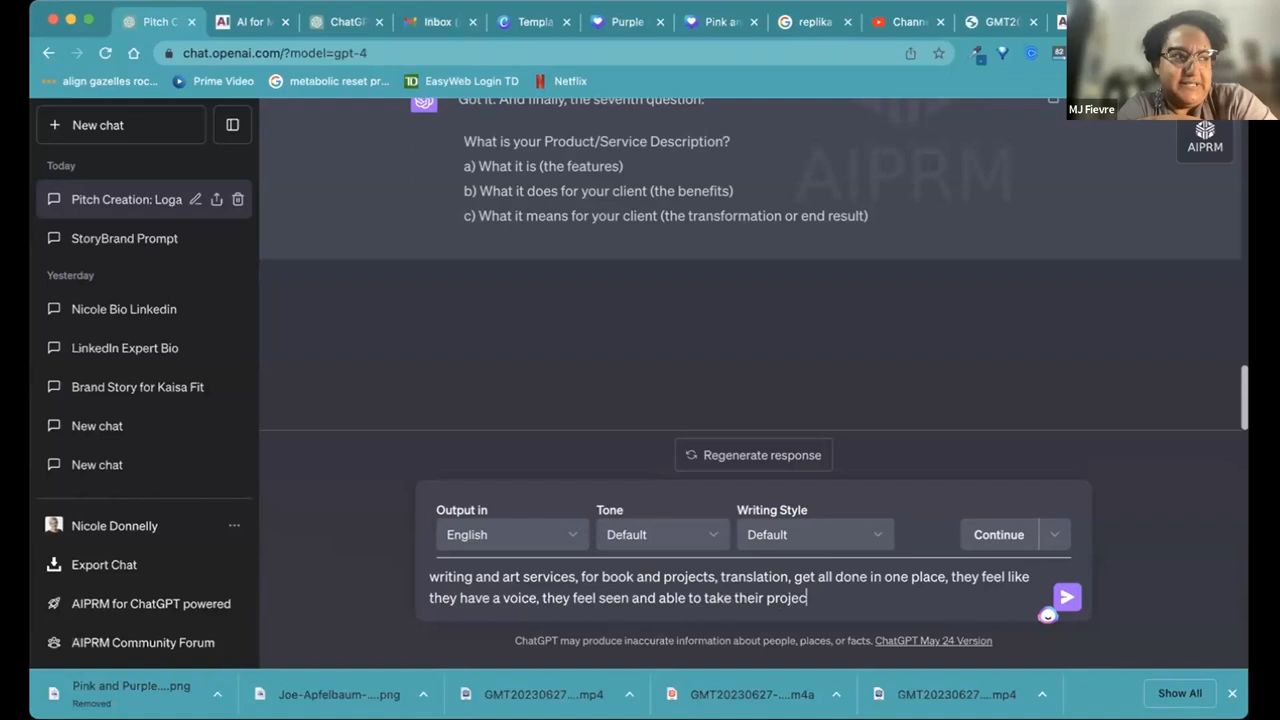 Pitch C
AI for M
ChatGP
Inbox (
Templa
Purple
Pink an
replika
Channe
GMT20
chat.openai.com/?model=gpt-4
82
align gazelles roc...
Prime Video
metabolic reset pr...
TD
EasyWeb Login TD
Netflix
MJ Fievre
AIPRM
New chat
Today
Pitch Creation: Loga
StoryBrand Prompt
Yesterday
Nicole Bio Linkedin
LinkedIn Expert Bio
Brand Story for Kaisa Fit
New chat
New chat
Nicole Donnelly
Export Chat
AIPRM for ChatGPT powered
AIPRM Community Forum
Got it. And finally, the seventh question:
What is your Product/Service Description?
a) What it is (the features)
b) What it does for your client (the benefits)
c) What it means for your client (the transformation or end result)
AIPRM
Regenerate response
Output in
Tone
Writing Style
English
Default
Default
Continue
writing and art services, for book and projects, translation, get all done in one place, they feel like
they have a voice, they feel seen and able to take their projec
ChatGPT may produce inaccurate information about people, places, or facts. ChatGPT May 24 Version
Pink and Purple....png
Removed
Joe-Apfelbaum-....png
GMT20230627....mp4
GMT20230627-....m4a
GMT20230627....mp4
Show All